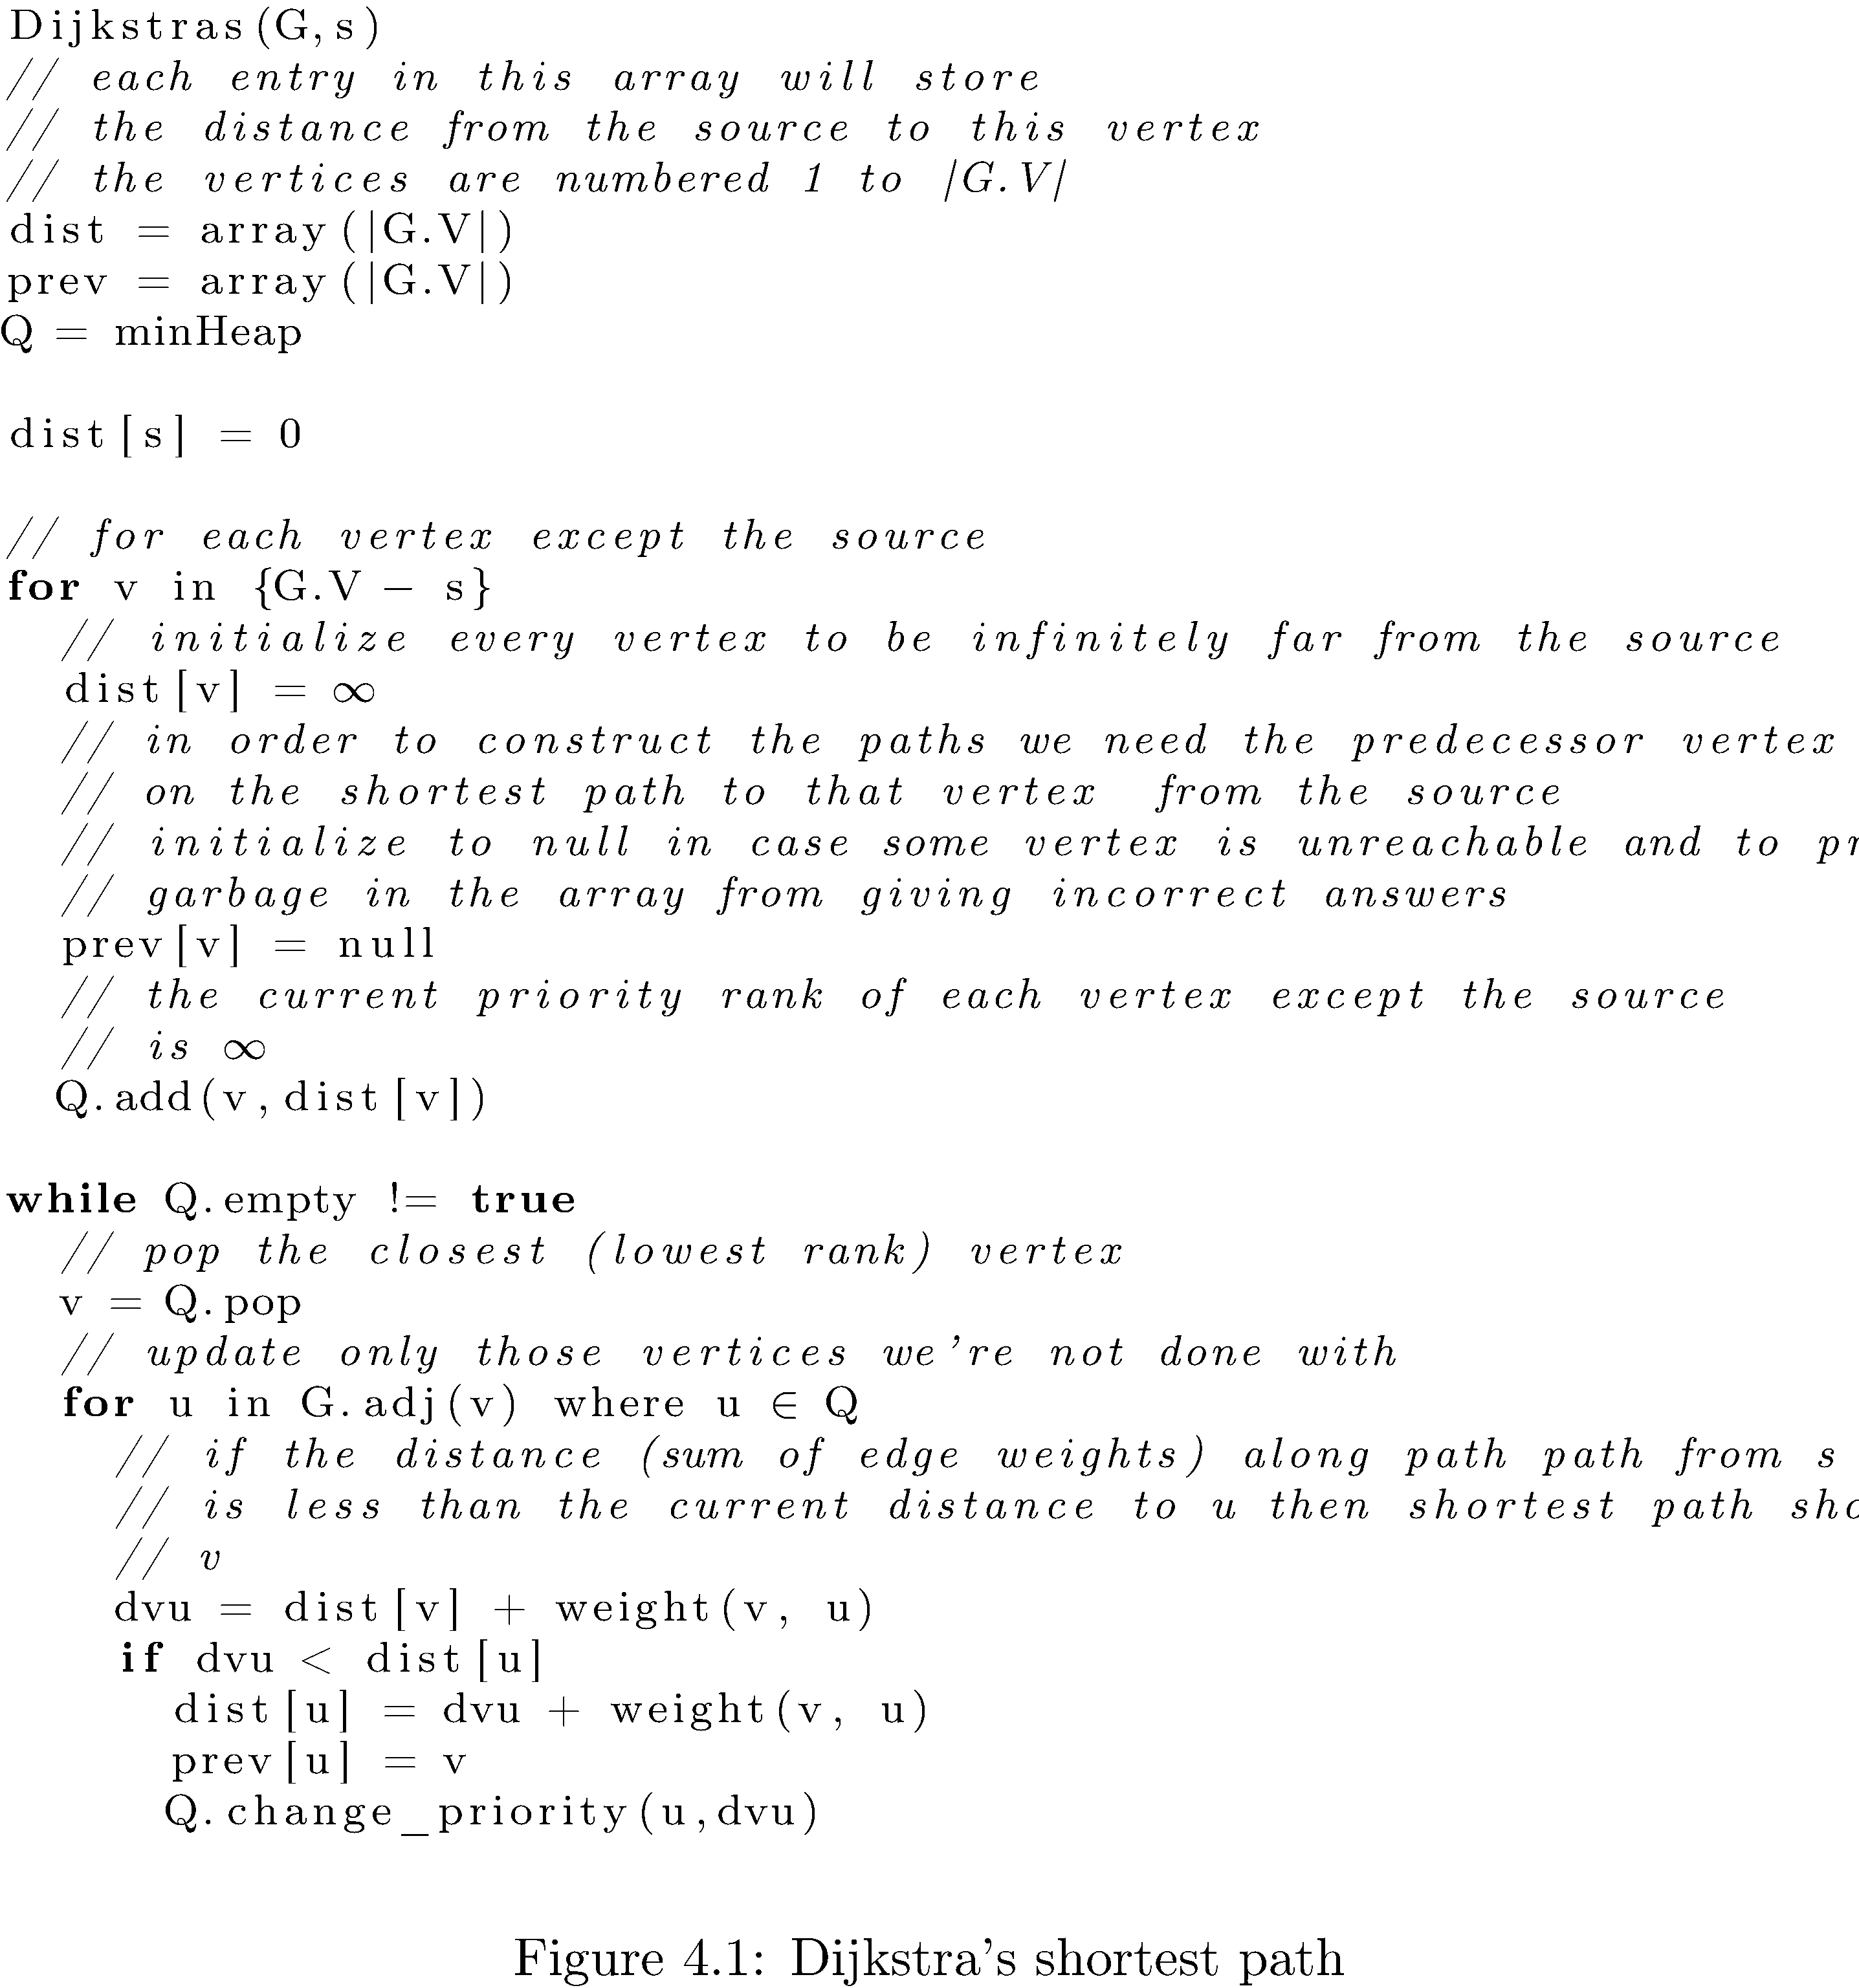 Dijkstras(G,s)
// each entry in this array will store
// the distance from the source to this vertex
// the vertices are numbered 1 to |G.V|
dist = array(|G.V|)
prev = array(|G.V|)
Q = minHeap
dist[s] = 0
// for each vertex except the source
for v in {G.V − s}
// initialize every vertex to be infinitely far from the source
dist[v] = ∞
// in order to construct the paths we need the predecessor vertex
// on the shortest path to that vertex from the source
// initialize to null in case some vertex is unreachable and to
// garbage in the array from giving incorrect answers
prev[v] = null
// the current priority rank of each vertex except the source
// is ∞
Q.add(v,dist[v])
while Q.empty != true
// pop the closest (lowest rank) vertex
v = Q.pop
// update only those vertices we're not done with
for u in G.adj(v) where u ∈ Q
// if the distance (sum of edge weights) along path path from s
// is less than the current distance to u then shortest path
// v
dvu = dist[v] + weight(v, u)
if dvu < dist[u]
dist[u] = dvu + weight(v, u)
prev[u] = v
Q.change_priority(u,dvu)
Figure 4.1: Dijkstra's shortest path